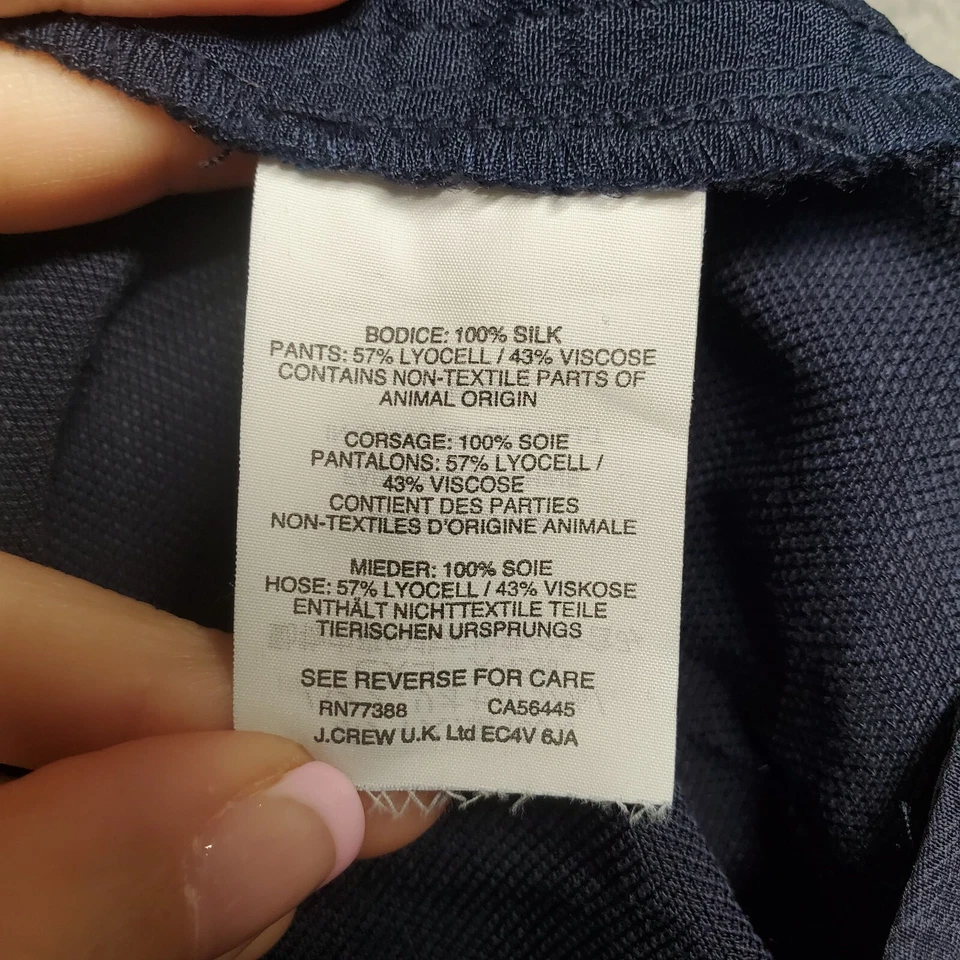 BODICE: 100% SILK
PANTS: 57% LYOCELL / 43% VISCOSE
CONTAINS NON-TEXTILE PARTS OF
ANIMAL ORIGIN
CORSAGE: 100% SOIE
PANTALONS: 57% LYOCELL /
43% VISCOSE
CONTIENT DES PARTIES
NON-TEXTILES D'ORIGINE ANIMALE
MIEDER: 100% SOIE
HOSE: 57% LYOCELL / 43% VISKOSE
ENTHÄLT NICHTTEXTILE TEILE
TIERISCHEN URSPRUNGS
SEE REVERSE FOR CARE
RN77388 CA56445
J.CREW U.K. Ltd EC4V 6JA